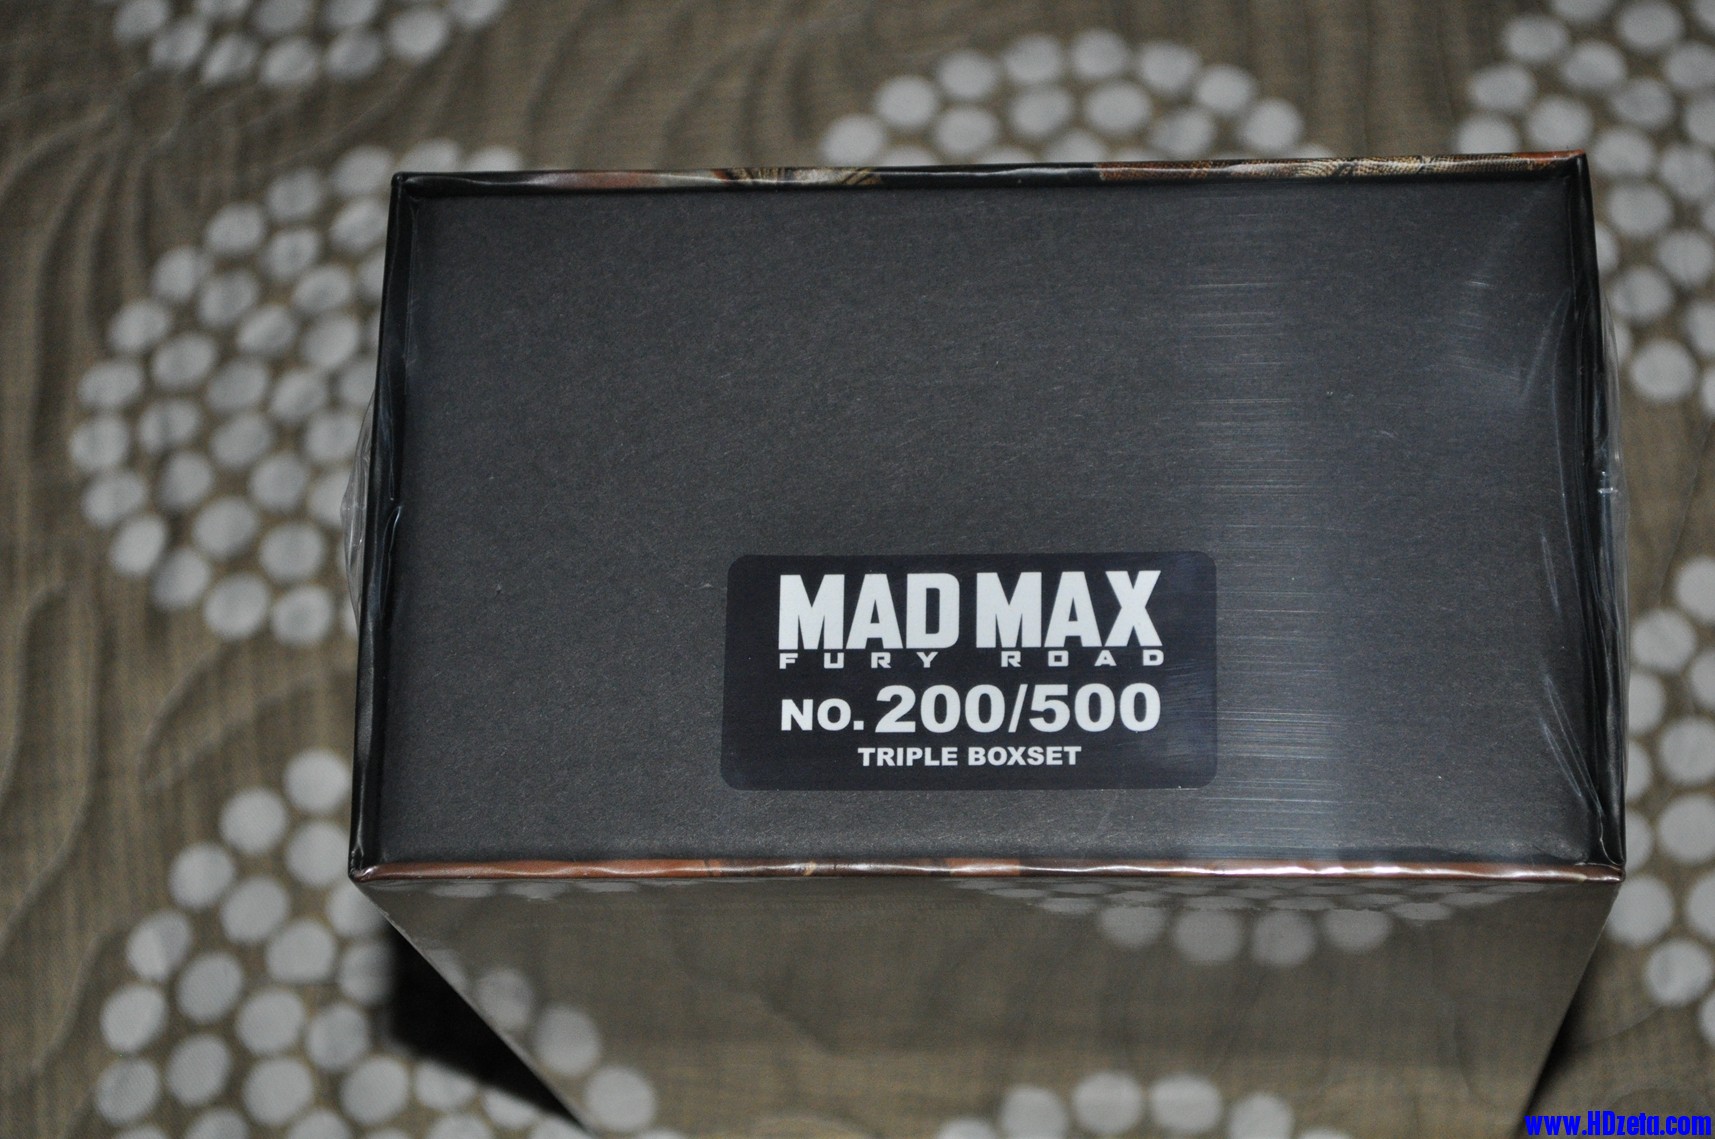 MAD MAX
FURY ROAD
NO. 200/500
TRIPLE BOXSET
www.HDzeta.com